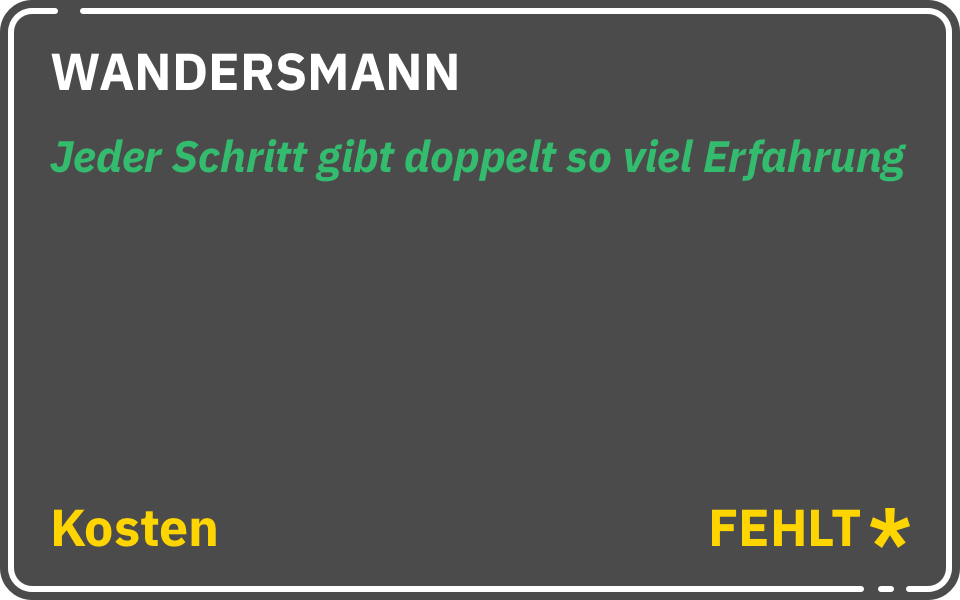 WANDERSMANN
Jeder Schritt gibt doppelt so viel Erfahrung
Kosten FEHLT*